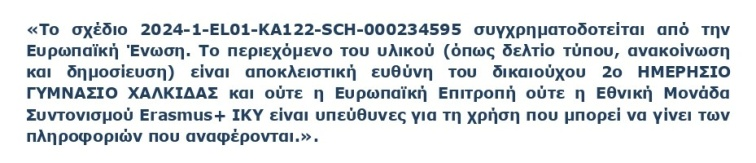 «Το σχέδιο 2024-1-EL01-KA122-SCH-000234595 συγχρηματοδοτείται από την
Ευρωπαϊκή Ένωση. Το περιεχόμενο του υλικού (όπως δελτίο τύπου, ανακοίνωση
και δημοσίευση) είναι αποκλειστική ευθύνη του δικαιούχου 2ο ΗΜΕΡΗΣΙΟ
ΓΥΜΝΑΣΙΟ ΧΑΛΚΙΔΑΣ και ούτε η Ευρωπαϊκή Επιτροπή ούτε η Εθνική Μονάδα
Συντονισμού Erasmus+ ΙΚΥ είναι υπεύθυνες για τη χρήση που μπορεί να γίνει των
πληροφοριών που αναφέρονται.».